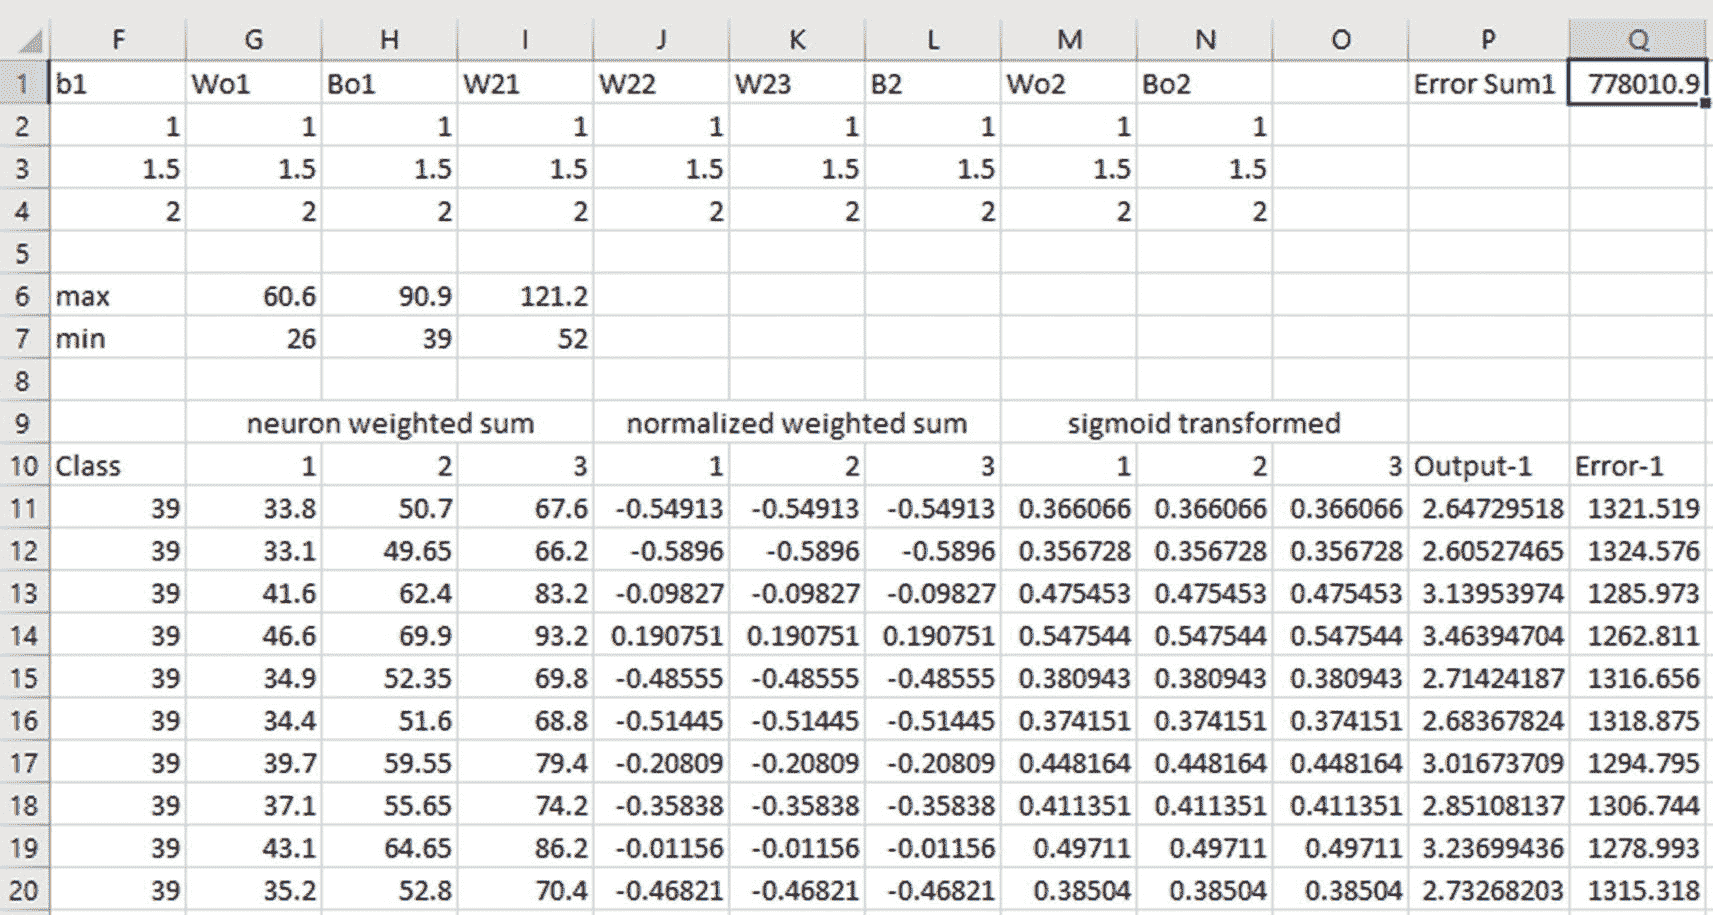 F G H I J K L M N O P Q
1 b1 Wo1 Bo1 W21 W22 W23 B2 Wo2 Bo2 Error Sum1 778010.9
2 1 1 1 1 1 1 1 1 1
3 1.5 1.5 1.5 1.5 1.5 1.5 1.5 1.5 1.5
4 2 2 2 2 2 2 2 2 2
5
6 max 60.6 90.9 121.2
7 min 26 39 52
8
9 neuron weighted sum normalized weighted sum sigmoid transformed
10 Class 1 2 3 1 2 3 1 2 3 Output-1 Error-1
11 39 33.8 50.7 67.6 -0.54913 -0.54913 -0.54913 0.366066 0.366066 0.366066 2.64729518 1321.519
12 39 33.1 49.65 66.2 -0.5896 -0.5896 -0.5896 0.356728 0.356728 0.356728 2.60527465 1324.576
13 39 41.6 62.4 83.2 -0.09827 -0.09827 -0.09827 0.475453 0.475453 0.475453 3.13953974 1285.973
14 39 46.6 69.9 93.2 0.190751 0.190751 0.190751 0.547544 0.547544 0.547544 3.46394704 1262.811
15 39 34.9 52.35 69.8 -0.48555 -0.48555 -0.48555 0.380943 0.380943 0.380943 2.71424187 1316.656
16 39 34.4 51.6 68.8 -0.51445 -0.51445 -0.51445 0.374151 0.374151 0.374151 2.68367824 1318.875
17 39 39.7 59.55 79.4 -0.20809 -0.20809 -0.20809 0.448164 0.448164 0.448164 3.01673709 1294.795
18 39 37.1 55.65 74.2 -0.35838 -0.35838 -0.35838 0.411351 0.411351 0.411351 2.85108137 1306.744
19 39 43.1 64.65 86.2 -0.01156 -0.01156 -0.01156 0.49711 0.49711 0.49711 3.23699436 1278.993
20 39 35.2 52.8 70.4 -0.46821 -0.46821 -0.46821 0.38504 0.38504 0.38504 2.73268203 1315.318